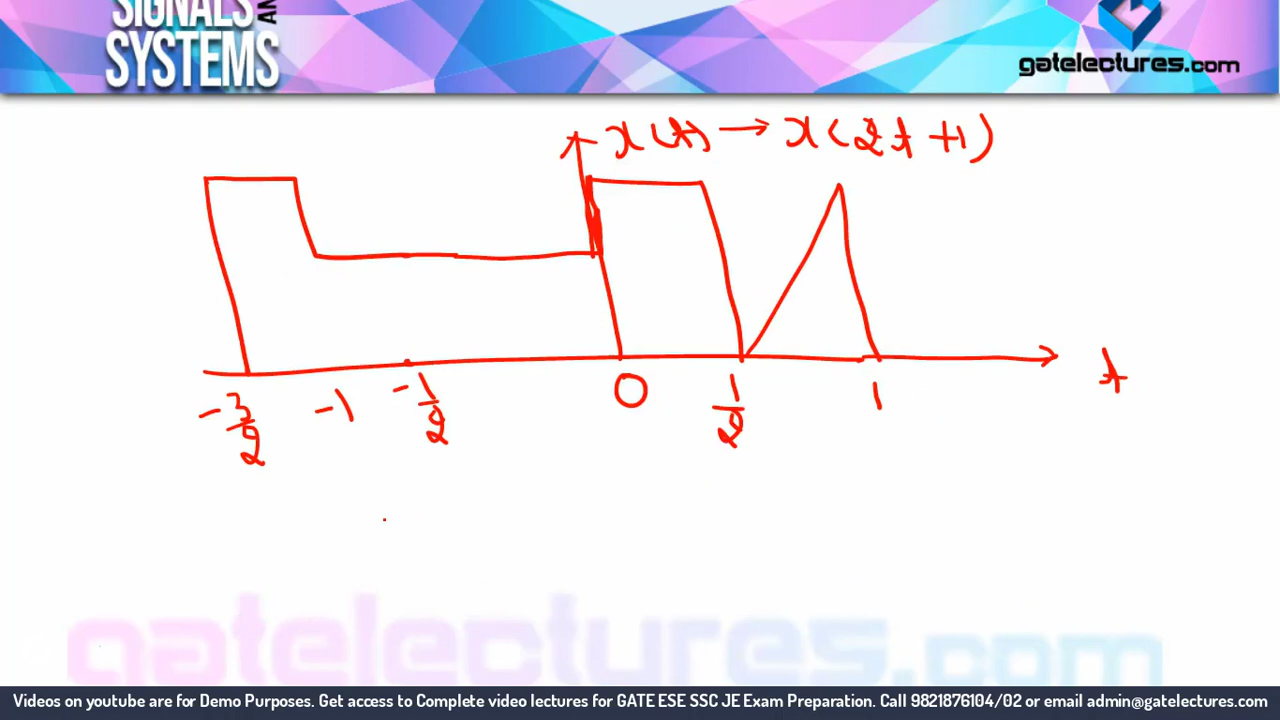 SIGNALS AND
SYSTEMS
gatelectures.com
x(t) → x(2t+1)
t
-3/2 -1 -1/2 0 1/2 1
gatelectures.com
Videos on youtube are for Demo Purposes. Get access to Complete video lectures for GATE ESE SSC JE Exam Preparation. Call 9821876104/02 or email admin@gatelectures.com